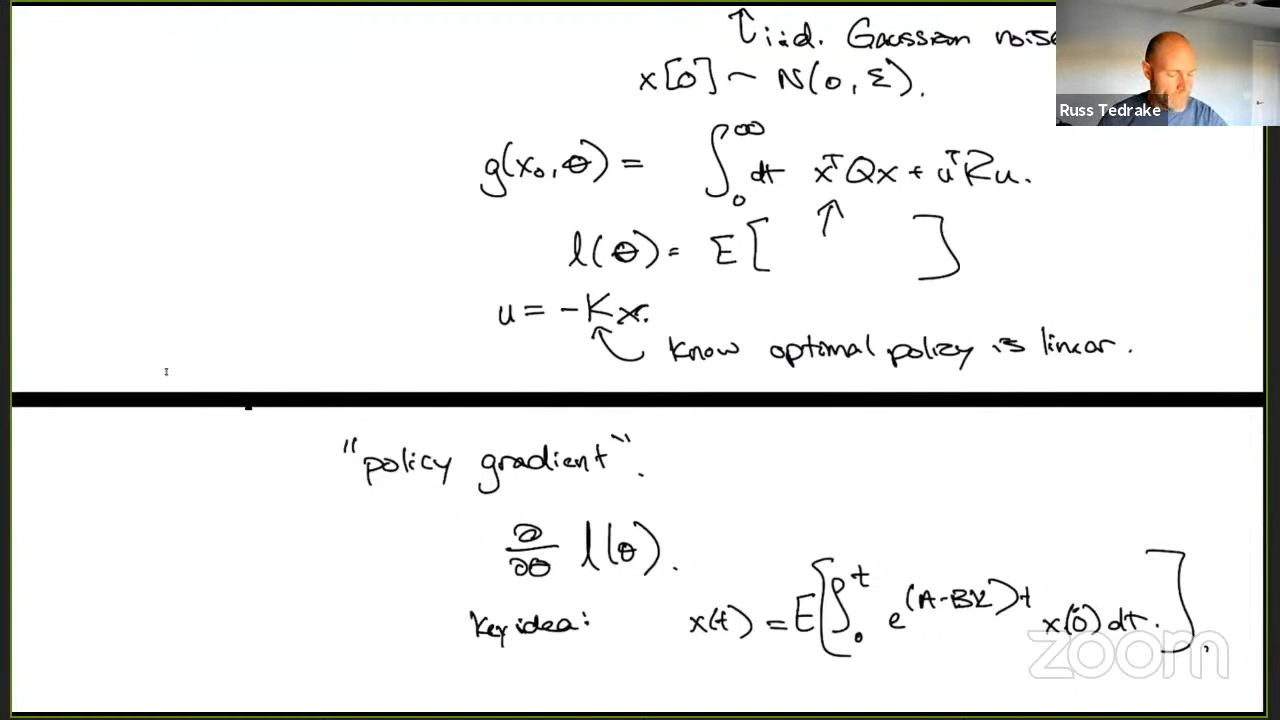 ↑ i.i.d. Gaussian noise
x[0] ~ N(0, Σ).
Russ Tedrake
g(x₀, θ) = ∫₀^∞ dt xᵀQx + uᵀRu.
↑
l(θ) = E[ ]
u = -Kx.
know optimal policy is linear.
"policy gradient".
∂/∂θ l(θ).
Key idea: x(t) = E[∫₀^t e^(A-BK)t x(0) dt.].
zoom